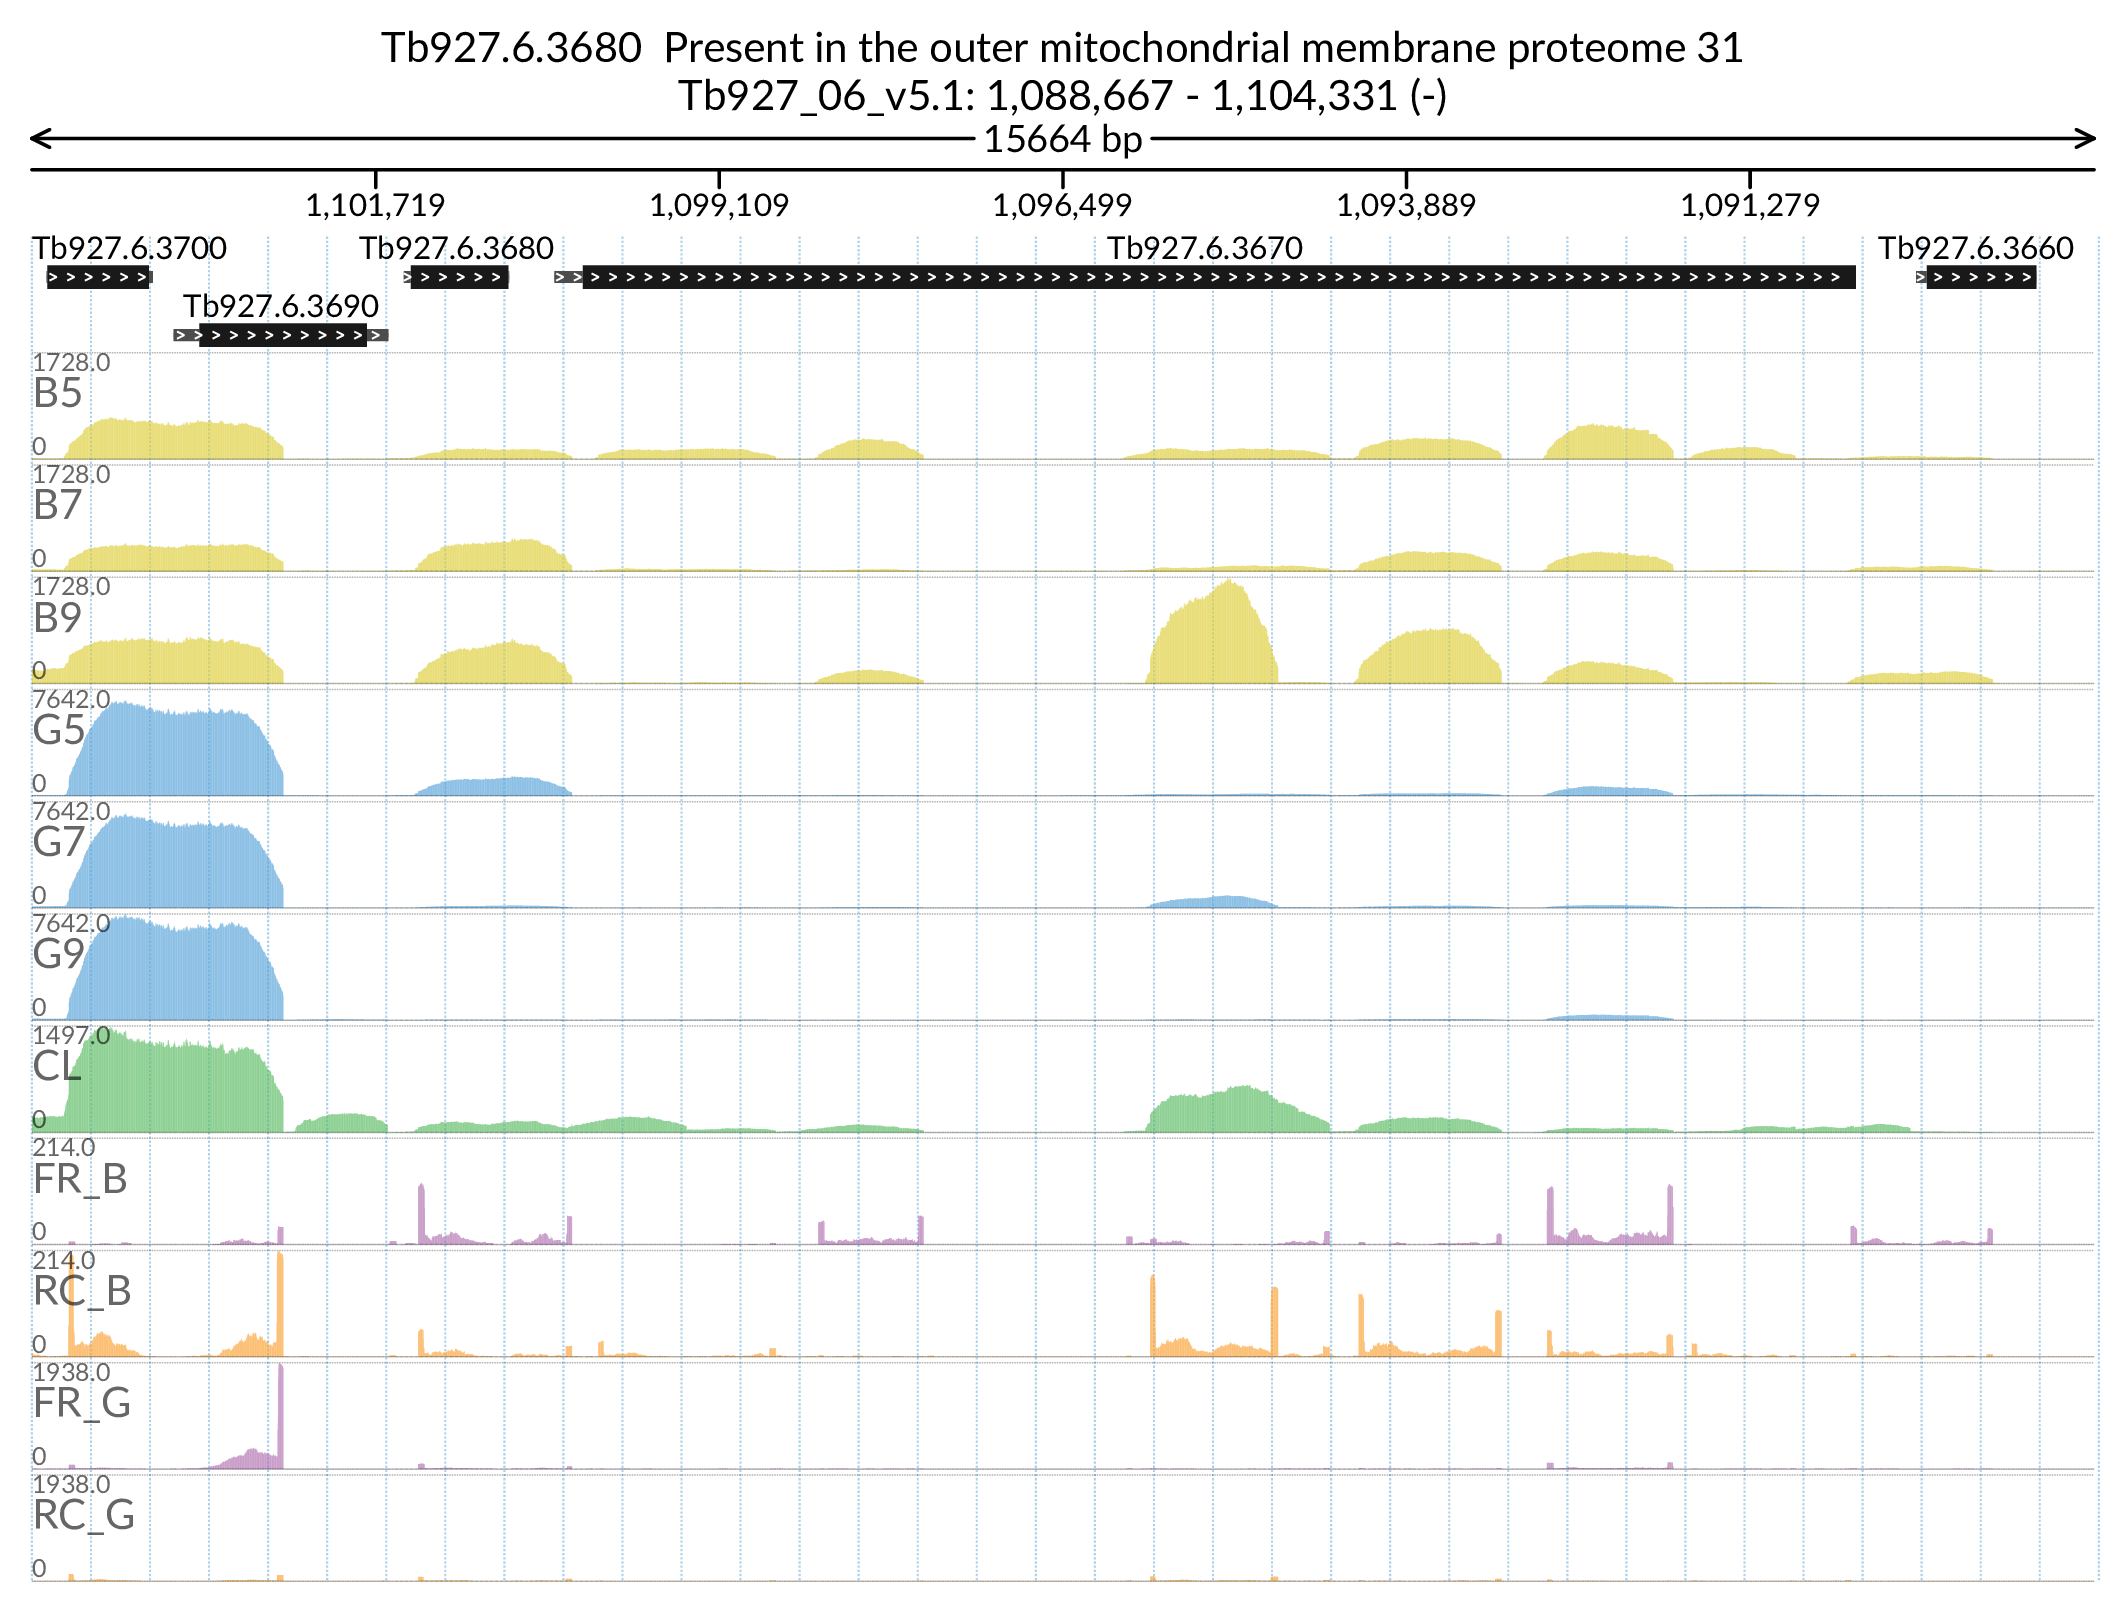 Tb927.6.3680  Present in the outer mitochondrial membrane proteome 31
Tb927_06_v5.1: 1,088,667 - 1,104,331 (-)
15664 bp
1,101,719 1,099,109 1,096,499 1,093,889 1,091,279
Tb927.6.3700 Tb927.6.3680 Tb927.6.3670 Tb927.6.3660
Tb927.6.3690
1728.0
B5
0
1728.0
B7
0
1728.0
B9
0
7642.0
G5
0
7642.0
G7
0
7642.0
G9
0
1497.0
CL
0
214.0
FR_B
0
214.0
RC_B
0
1938.0
FR_G
0
1938.0
RC_G
0